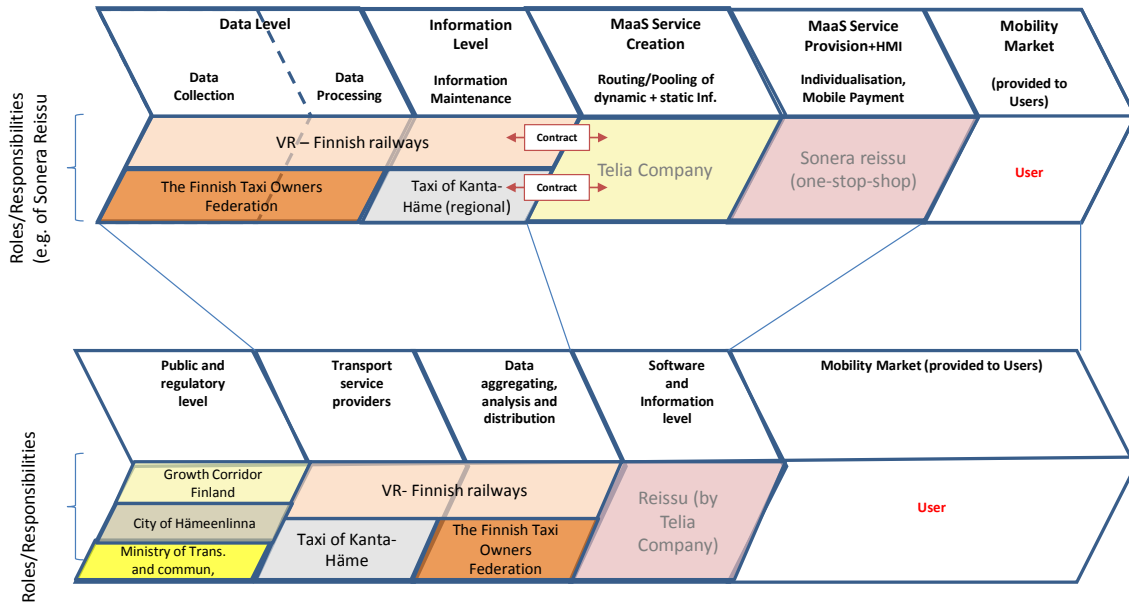 Data Level
Data
Collection
Data
Processing
Information
Level
Information
Maintenance
MaaS Service
Creation
Routing/Pooling of
dynamic + static Inf.
MaaS Service
Provision+HMI
Individualisation,
Mobile Payment
Mobility
Market
(provided to
Users)
Roles/Responsibilities
(e.g. of Sonera Reissu
VR – Finnish railways
Contract
The Finnish Taxi Owners
Federation
Taxi of Kanta-
Häme (regional)
Contract
Telia Company
Sonera reissu
(one-stop-shop)
User
Public and
regulatory
level
Transport
service
providers
Data
aggregating,
analysis and
distribution
Software
and
Information
level
Mobility Market (provided to Users)
Roles/Responsibilities
Growth Corridor
Finland
City of Hämeenlinna
Ministry of Trans.
and commun,
VR- Finnish railways
Taxi of Kanta-
Häme
The Finnish Taxi
Owners
Federation
Reissu (by
Telia
Company)
User